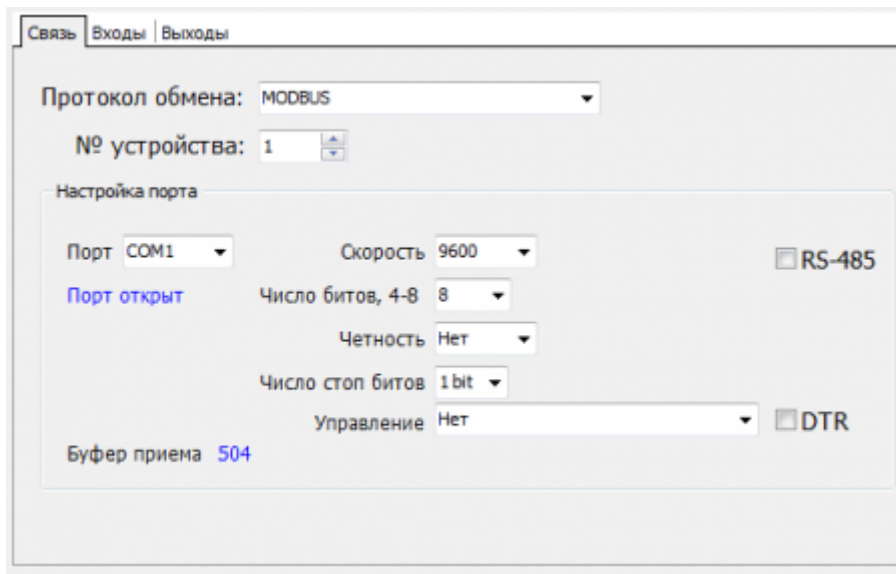 Связь Входы Выходы
Протокол обмена: MODBUS
№ устройства: 1
Настройка порта
Порт COM1 Скорость 9600 RS-485
Порт открыт Число битов, 4-8 8
Четность Нет
Число стоп битов 1 bit
Управление Нет DTR
Буфер приема 504